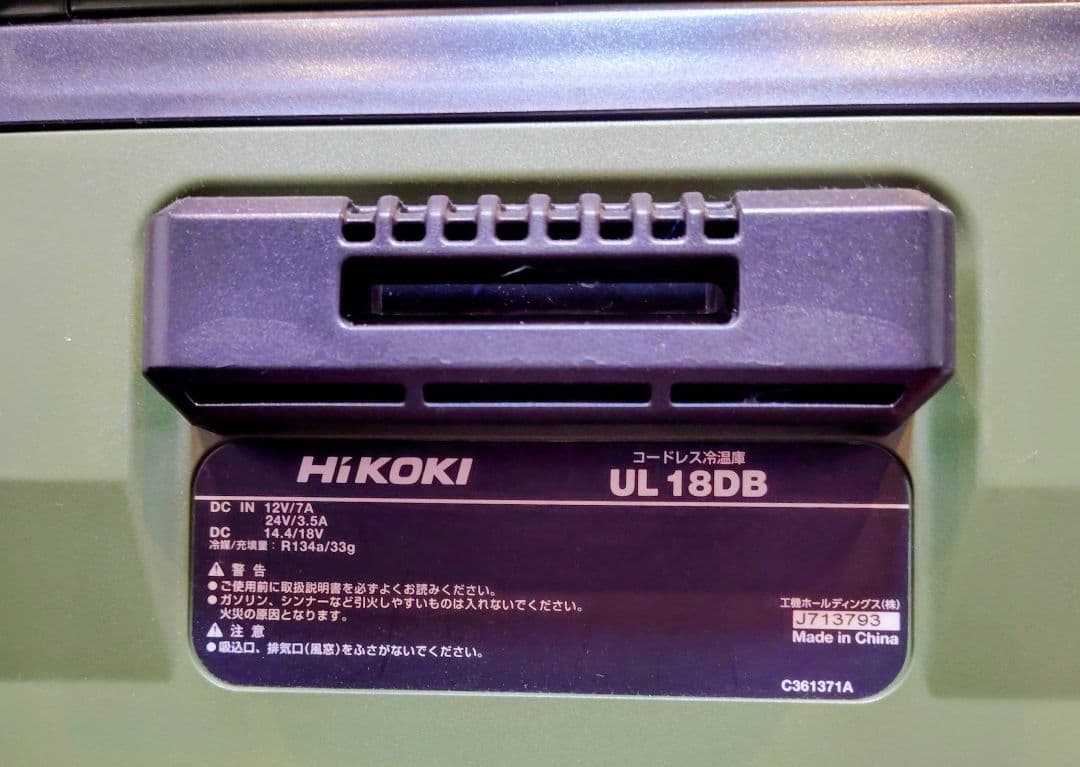 HiKOKI
コードレス冷温庫
UL 18DB
DC IN 12V/7A
24V/3.5A
DC 14.4/18V
冷媒/充填量: R134a/33g
⚠ 警告
●ご使用前に取扱説明書を必ずよくお読みください。
●ガソリン、シンナーなど引火しやすいものは入れないでください。
火災の原因となります。
⚠ 注意
●吸込口、排気口(風窓)をふさがないでください。
工機ホールディングス(株)
J713793
Made in China
C361371A